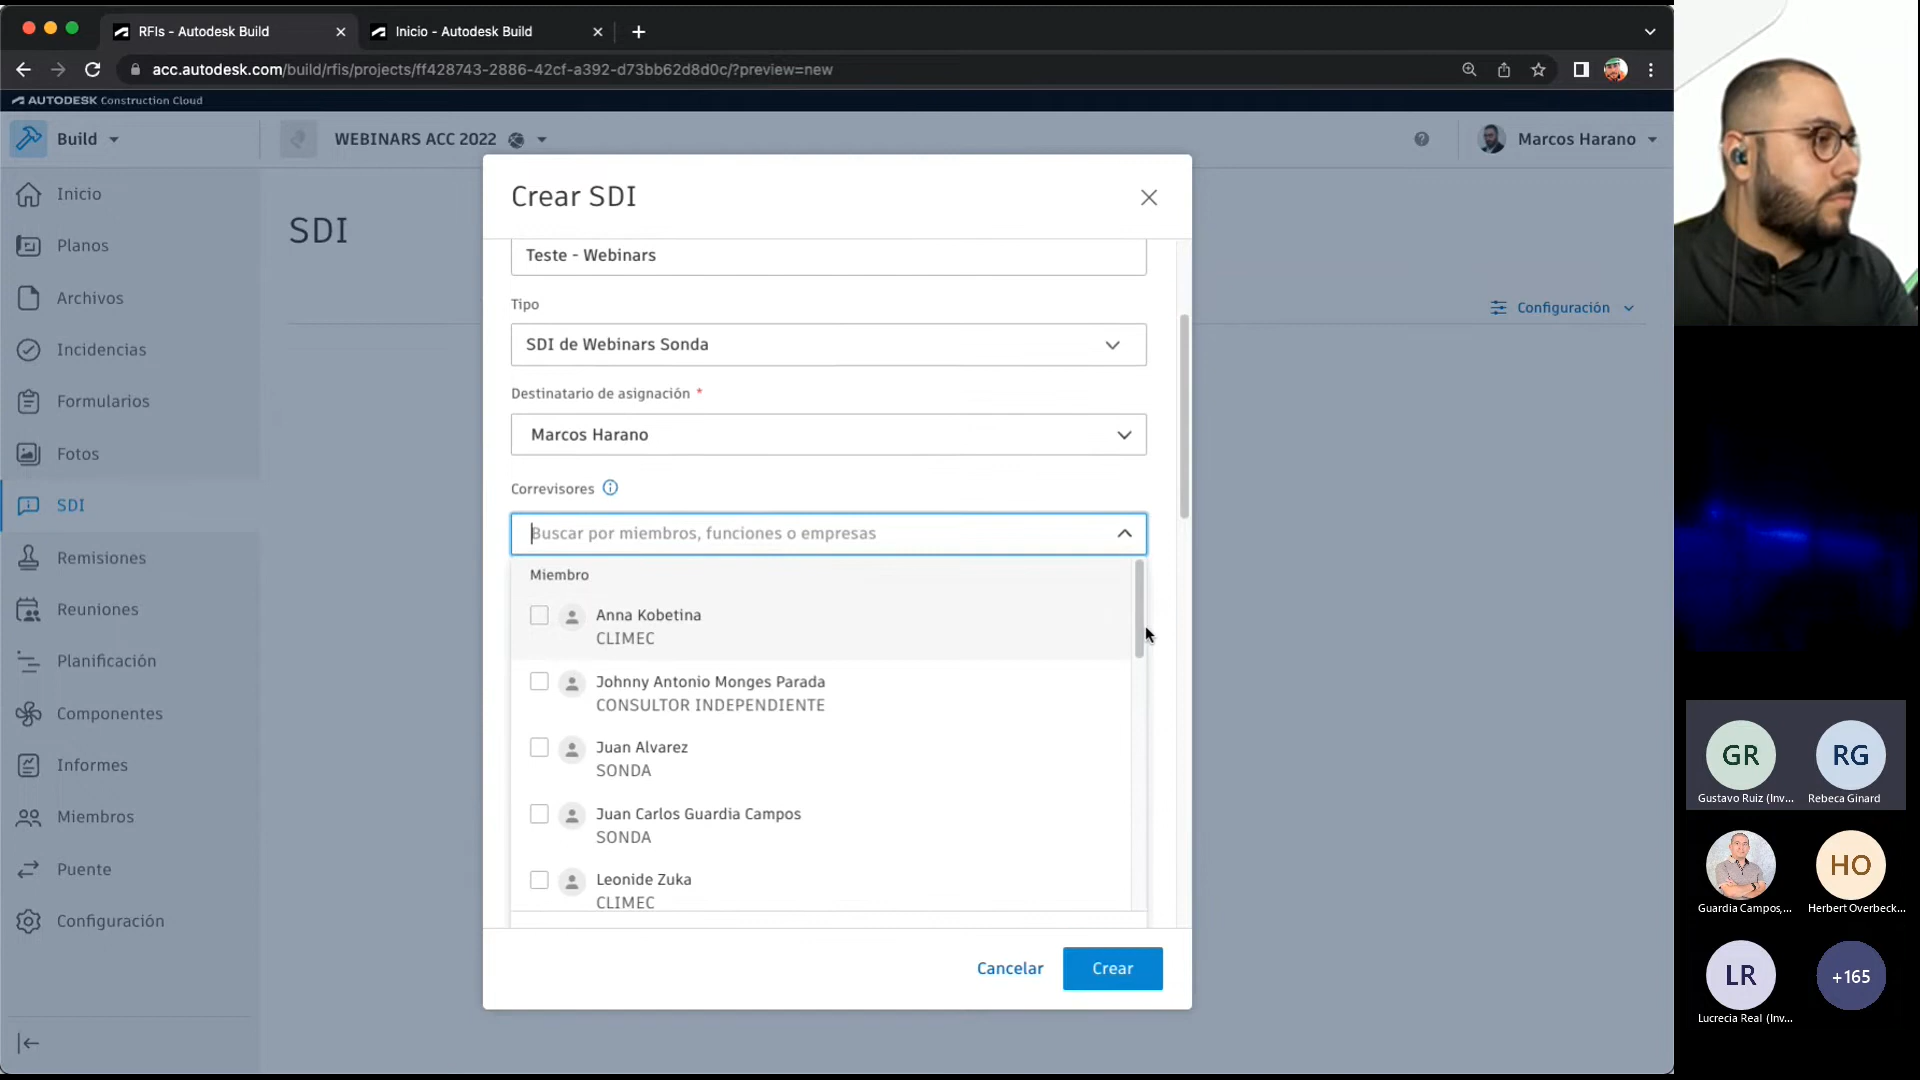 RFIs - Autodesk Build
Inicio - Autodesk Build
acc.autodesk.com/build/rfis/projects/ff428743-2886-42cf-a392-d73bb62d8d0c/?preview=new
AUTODESK Construction Cloud
Build
WEBINARS ACC 2022
Marcos Harano
Inicio
Planos
Archivos
Incidencias
Formularios
Fotos
SDI
Remisiones
Reuniones
Planificación
Componentes
Informes
Miembros
Puente
Configuración
SDI
Configuración
Crear SDI
Teste - Webinars
Tipo
SDI de Webinars Sonda
Destinatario de asignación *
Marcos Harano
Correvisores
Buscar por miembros, funciones o empresas
Miembro
Anna Kobetina
CLIMEC
Johnny Antonio Monges Parada
CONSULTOR INDEPENDIENTE
Juan Alvarez
SONDA
Juan Carlos Guardia Campos
SONDA
Leonide Zuka
CLIMEC
Cancelar
Crear
GR
Gustavo Ruiz (Inv...
RG
Rebeca Ginard
Guardia Campos,...
HO
Herbert Overbeck...
LR
Lucrecia Real (Inv...
+165